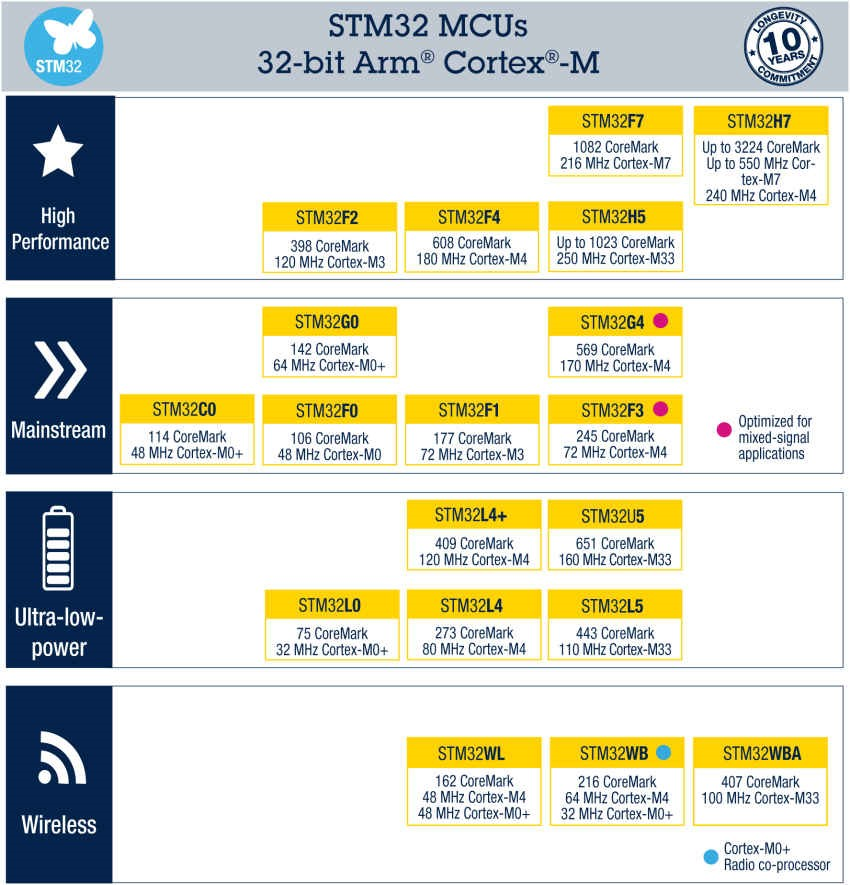 STM32
STM32 MCUs
32-bit Arm® Cortex®-M
LONGEVITY
10
YEARS
COMMITMENT
High
Performance
STM32F7
1082 CoreMark
216 MHz Cortex-M7
STM32H7
Up to 3224 CoreMark
Up to 550 MHz Cor-
tex-M7
240 MHz Cortex-M4
STM32F2
398 CoreMark
120 MHz Cortex-M3
STM32F4
608 CoreMark
180 MHz Cortex-M4
STM32H5
Up to 1023 CoreMark
250 MHz Cortex-M33
Mainstream
STM32G0
142 CoreMark
64 MHz Cortex-M0+
STM32G4
569 CoreMark
170 MHz Cortex-M4
STM32C0
114 CoreMark
48 MHz Cortex-M0+
STM32F0
106 CoreMark
48 MHz Cortex-M0
STM32F1
177 CoreMark
72 MHz Cortex-M3
STM32F3
245 CoreMark
72 MHz Cortex-M4
Optimized for
mixed-signal
applications
Ultra-low-
power
STM32L4+
409 CoreMark
120 MHz Cortex-M4
STM32U5
651 CoreMark
160 MHz Cortex-M33
STM32L0
75 CoreMark
32 MHz Cortex-M0+
STM32L4
273 CoreMark
80 MHz Cortex-M4
STM32L5
443 CoreMark
110 MHz Cortex-M33
Wireless
STM32WL
162 CoreMark
48 MHz Cortex-M4
48 MHz Cortex-M0+
STM32WB
216 CoreMark
64 MHz Cortex-M4
32 MHz Cortex-M0+
STM32WBA
407 CoreMark
100 MHz Cortex-M33
Cortex-M0+
Radio co-processor